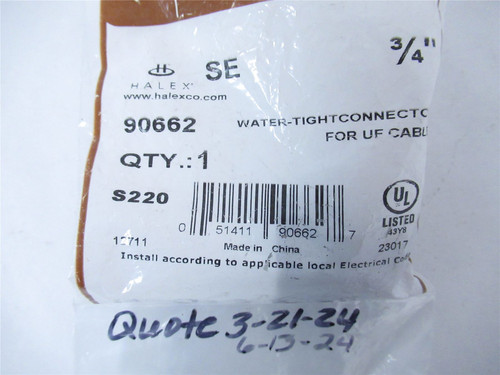 SE 3/4"
HALEX
www.halexco.com
90662 WATER-TIGHTCONNECTO
FOR UF CABL
QTY.:1
S220
UL
LISTED
43Y8
0 51411 90662 7
Made in China 23017
Install according to applicable local Electrical Co
Quote 3-21-24
6-13-24